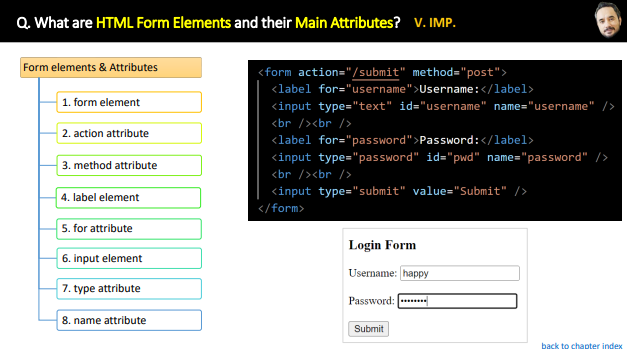 Q. What are HTML Form Elements and their Main Attributes? V. IMP.
Form elements & Attributes
1. form element
2. action attribute
3. method attribute
4. label element
5. for attribute
6. input element
7. type attribute
8. name attribute
<form action="/submit" method="post">
<label for="username">Username:</label>
<input type="text" id="username" name="username" />
<br /><br />
<label for="password">Password:</label>
<input type="password" id="pwd" name="password" />
<br /><br />
<input type="submit" value="Submit" />
</form>
Login Form
Username: happy
Password: ••••••••
Submit
back to chapter index